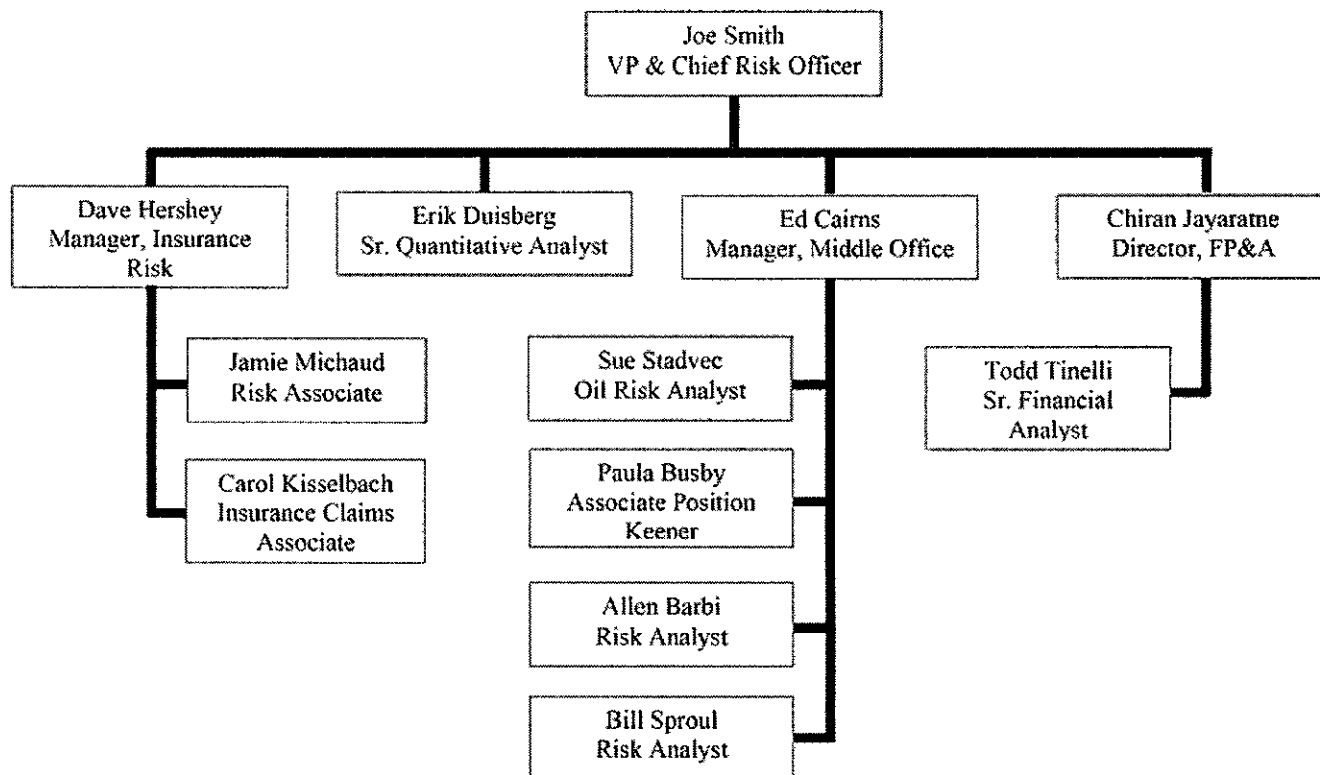 Joe Smith
VP & Chief Risk Officer
Dave Hershey
Manager, Insurance
Risk
Erik Duisberg
Sr. Quantitative Analyst
Ed Cairns
Manager, Middle Office
Chiran Jayaratne
Director, FP&A
Jamie Michaud
Risk Associate
Carol Kisselbach
Insurance Claims
Associate
Sue Stadvec
Oil Risk Analyst
Paula Busby
Associate Position
Keener
Allen Barbi
Risk Analyst
Bill Sproul
Risk Analyst
Todd Tinelli
Sr. Financial
Analyst